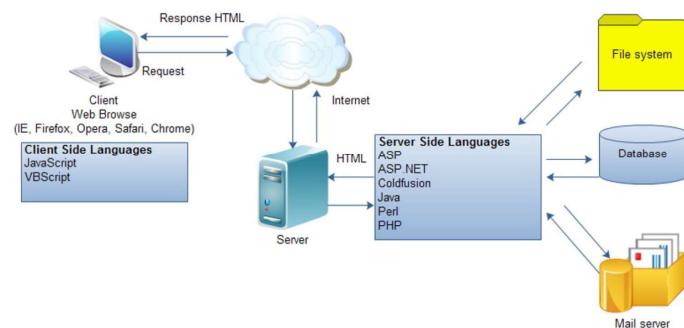 Response HTML
Request
Client
Web Browse
(IE, Firefox, Opera, Safari, Chrome)
Client Side Languages
JavaScript
VBScript
Internet
HTML
Server
Server Side Languages
ASP
ASP.NET
Coldfusion
Java
Perl
PHP
File system
Database
Mail server